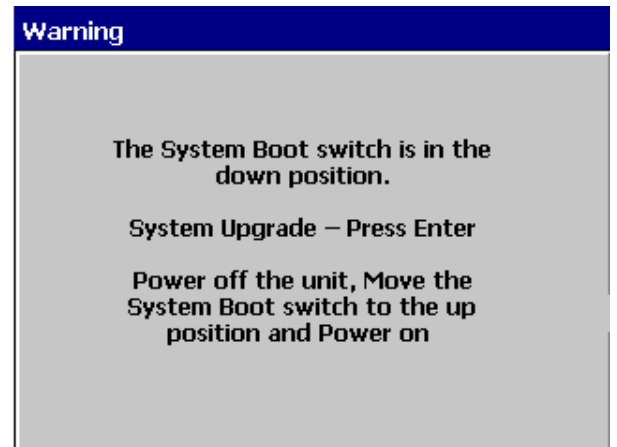 Warning
The System Boot switch is in the
down position.
System Upgrade – Press Enter
Power off the unit, Move the
System Boot switch to the up
position and Power on